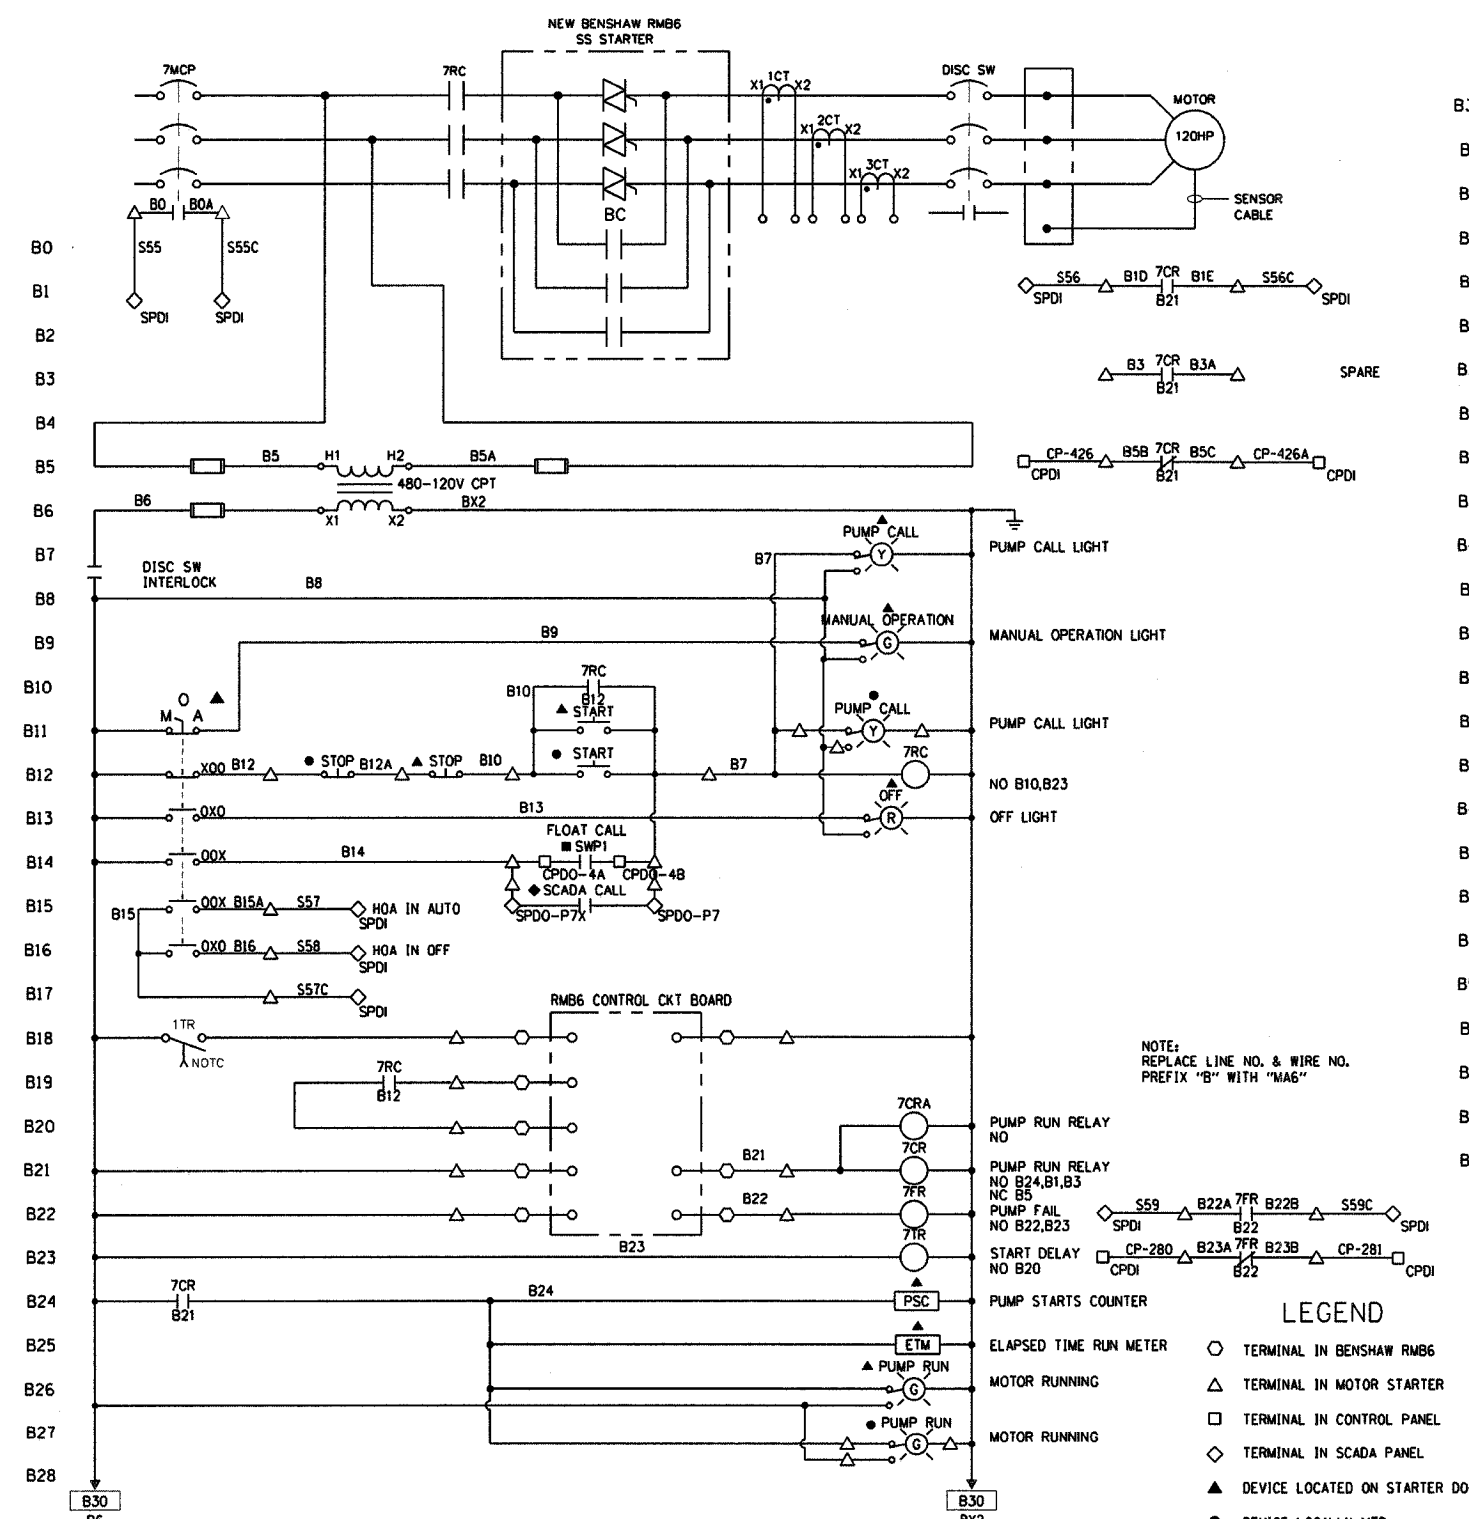 NEW BENSHAW RMB6
SS STARTER
7MCP
7RC
X1 1CT X2
X1 2CT X2
X1 3CT X2
DISC SW
MOTOR
120HP
SENSOR
CABLE
BC
B0 B0A
S55 S55C
SPDI SPDI
B0
B1
B2
B3
B4
B5
B6
B7
B8
B9
B10
B11
B12
B13
B14
B15
B16
B17
B18
B19
B20
B21
B22
B23
B24
B25
B26
B27
B28
S56 B1D 7CR B1E S56C
SPDI B21 SPDI
B3 7CR B3A SPARE
B21
CP-426 B5B 7CR B5C CP-426A
CPDI B21 CPDI
B5 H1 H2 B5A
480-120V CPT
B6 X1 X2 BX2
DISC SW
INTERLOCK
B8
B7
PUMP CALL
Y
PUMP CALL LIGHT
MANUAL OPERATION
G
MANUAL OPERATION LIGHT
B9
7RC
B10 B12
START
M O A
PUMP CALL
Y
PUMP CALL LIGHT
XOO B12 STOP B12A STOP B10 START B7 7RC
NO B10,B23
OXO B13 OFF
R
OFF LIGHT
FLOAT CALL
SWP1
OOX B14
CPDO-4A CPDO-4B
SCADA CALL
SPDO-P7X SPDO-P7
B15 OOX B15A S57 HOA IN AUTO
SPDI
OXO B16 S58 HOA IN OFF
SPDI
S57C
SPDI
RMB6 CONTROL CKT BOARD
1TR
NOTC
7RC
B12
NOTE:
REPLACE LINE NO. & WIRE NO.
PREFIX "B" WITH "MA6"
7CRA
PUMP RUN RELAY
NO
B21 7CR
PUMP RUN RELAY
NO B24,B1,B3
NC B5
B22 7FR
PUMP FAIL
NO B22,B23
B23 7TR
START DELAY
NO B20
S59 B22A 7FR B22B S59C
SPDI B22 SPDI
CP-280 B23A 7FR B23B CP-281
CPDI B22 CPDI
7CR
B21
B24 PSC
PUMP STARTS COUNTER
ETM
ELAPSED TIME RUN METER
PUMP RUN
G
MOTOR RUNNING
PUMP RUN
G
MOTOR RUNNING
B30 B30
LEGEND
TERMINAL IN BENSHAW RMB6
TERMINAL IN MOTOR STARTER
TERMINAL IN CONTROL PANEL
TERMINAL IN SCADA PANEL
DEVICE LOCATED ON STARTER DO